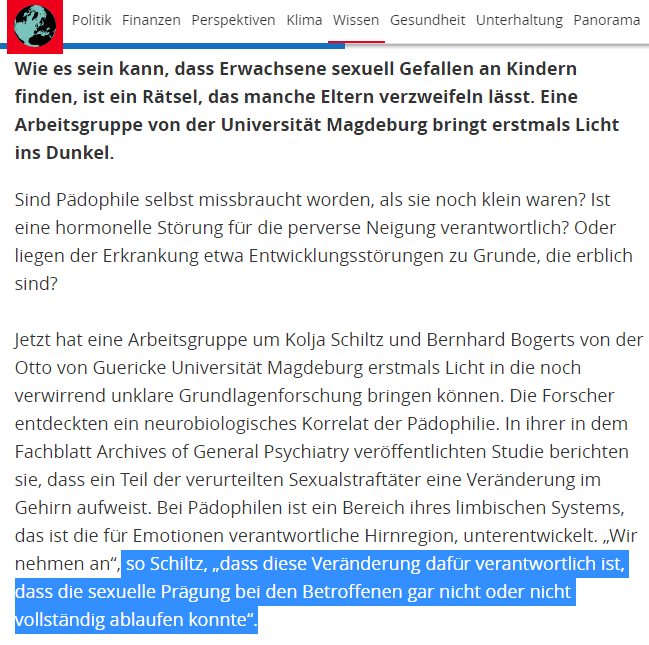 Politik Finanzen Perspektiven Klima Wissen Gesundheit Unterhaltung Panorama
Wie es sein kann, dass Erwachsene sexuell Gefallen an Kindern
finden, ist ein Rätsel, das manche Eltern verzweifeln lässt. Eine
Arbeitsgruppe von der Universität Magdeburg bringt erstmals Licht
ins Dunkel.
Sind Pädophile selbst missbraucht worden, als sie noch klein waren? Ist
eine hormonelle Störung für die perverse Neigung verantwortlich? Oder
liegen der Erkrankung etwa Entwicklungsstörungen zu Grunde, die erblich
sind?
Jetzt hat eine Arbeitsgruppe um Kolja Schiltz und Bernhard Bogerts von der
Otto von Guericke Universität Magdeburg erstmals Licht in die noch
verwirrend unklare Grundlagenforschung bringen können. Die Forscher
entdeckten ein neurobiologisches Korrelat der Pädophilie. In ihrer in dem
Fachblatt Archives of General Psychiatry veröffentlichten Studie berichten
sie, dass ein Teil der verurteilten Sexualstraftäter eine Veränderung im
Gehirn aufweist. Bei Pädophilen ist ein Bereich ihres limbischen Systems,
das ist die für Emotionen verantwortliche Hirnregion, unterentwickelt. „Wir
nehmen an“, so Schiltz, „dass diese Veränderung dafür verantwortlich ist,
dass die sexuelle Prägung bei den Betroffenen gar nicht oder nicht
vollständig ablaufen konnte“.